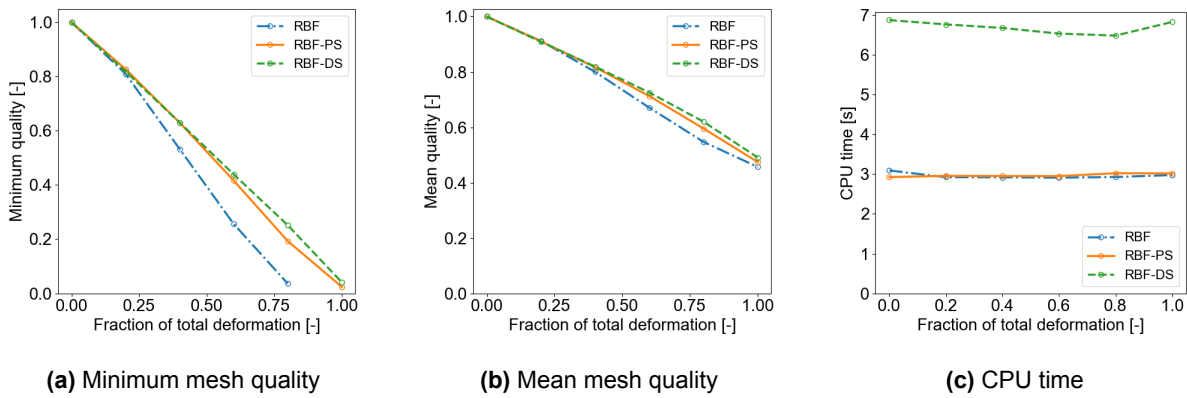 1.0
0.8
0.6
0.4
0.2
0.0
Minimum quality [-]
RBF
RBF-PS
RBF-DS
0.00 0.25 0.50 0.75 1.00
Fraction of total deformation [-]
(a) Minimum mesh quality
1.0
0.8
0.6
0.4
0.2
0.0
Mean quality [-]
RBF
RBF-PS
RBF-DS
0.00 0.25 0.50 0.75 1.00
Fraction of total deformation [-]
(b) Mean mesh quality
7
6
5
4
3
2
1
0
CPU time [s]
RBF
RBF-PS
RBF-DS
0.0 0.2 0.4 0.6 0.8 1.0
Fraction of total deformation [-]
(c) CPU time